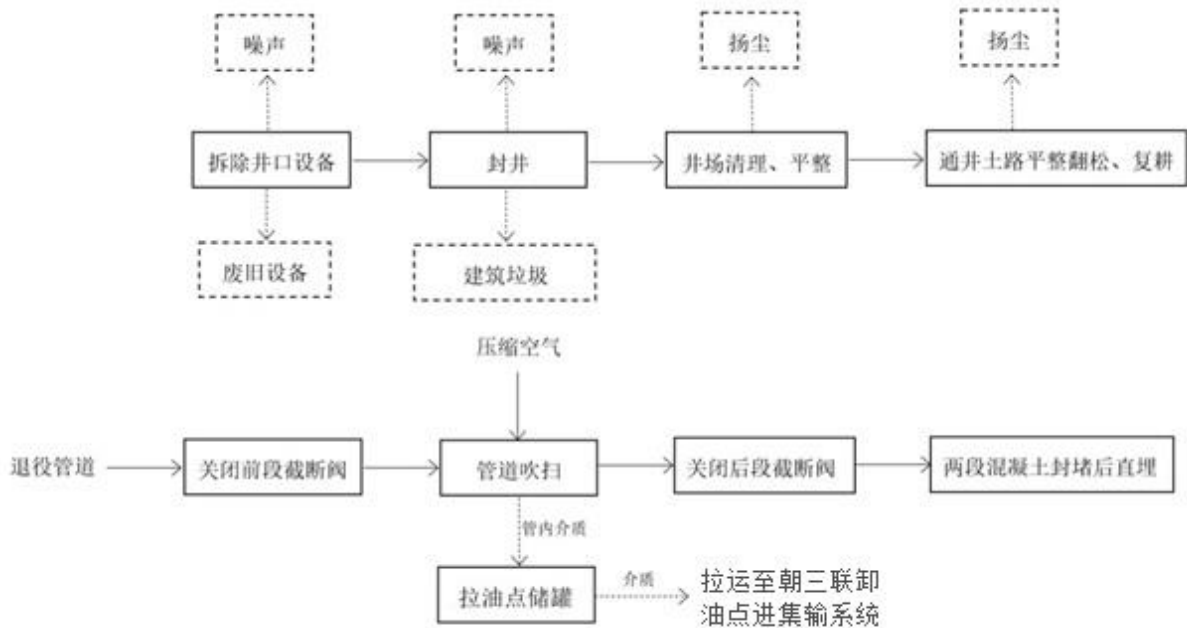 噪声
噪声
扬尘
扬尘
拆除井口设备
封井
井场清理、平整
通井土路平整翻松、复耕
废旧设备
建筑垃圾
压缩空气
退役管道
关闭前段截断阀
管道吹扫
关闭后段截断阀
两段混凝土封堵后直埋
管内介质
拉油点储罐
介质
拉运至朝三联卸
油点进集输系统